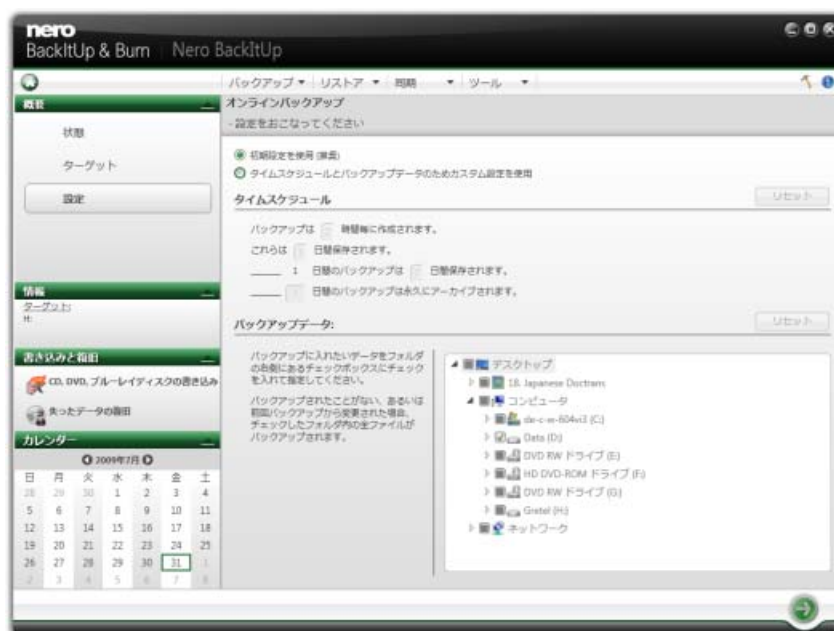 nero
BackItUp & Burn Nero BackItUp
バックアップ リストア 同期 ツール
概要
状態
ターゲット
設定
情報
ターゲット:
H:
書き込みと復旧
CD, DVD, ブルーレイディスクの書き込み
失ったデータの復旧
カレンダー
2009年7月
日 月 火 水 木 金 土
28 29 30 1 2 3 4
5 6 7 8 9 10 11
12 13 14 15 16 17 18
19 20 21 22 23 24 25
26 27 28 29 30 31 1
2 3 4 5 6 7 8
オンラインバックアップ
- 設定をおこなってください
初期設定を使用 (推奨)
タイムスケジュールとバックアップデータのためカスタム設定を使用
タイムスケジュール
リセット
バックアップは 時間毎に作成されます。
これらは 日間保存されます。
1 日間のバックアップは 日間保存されます。
日間のバックアップは永久にアーカイブされます。
バックアップデータ:
リセット
バックアップに入れたいデータをフォルダ
の右側にあるチェックボックスにチェック
を入れて指定してください。
バックアップされたことがない、あるいは
前回バックアップから変更された場合、
チェックしたフォルダ内の全ファイルが
バックアップされます。
デスクトップ
18. Japanese Doctrans
コンピュータ
de-c-w-604vi3 (C:)
Data (D:)
DVD RW ドライブ (E:)
HD DVD-ROM ドライブ (F:)
DVD RW ドライブ (G:)
Gretel (H:)
ネットワーク